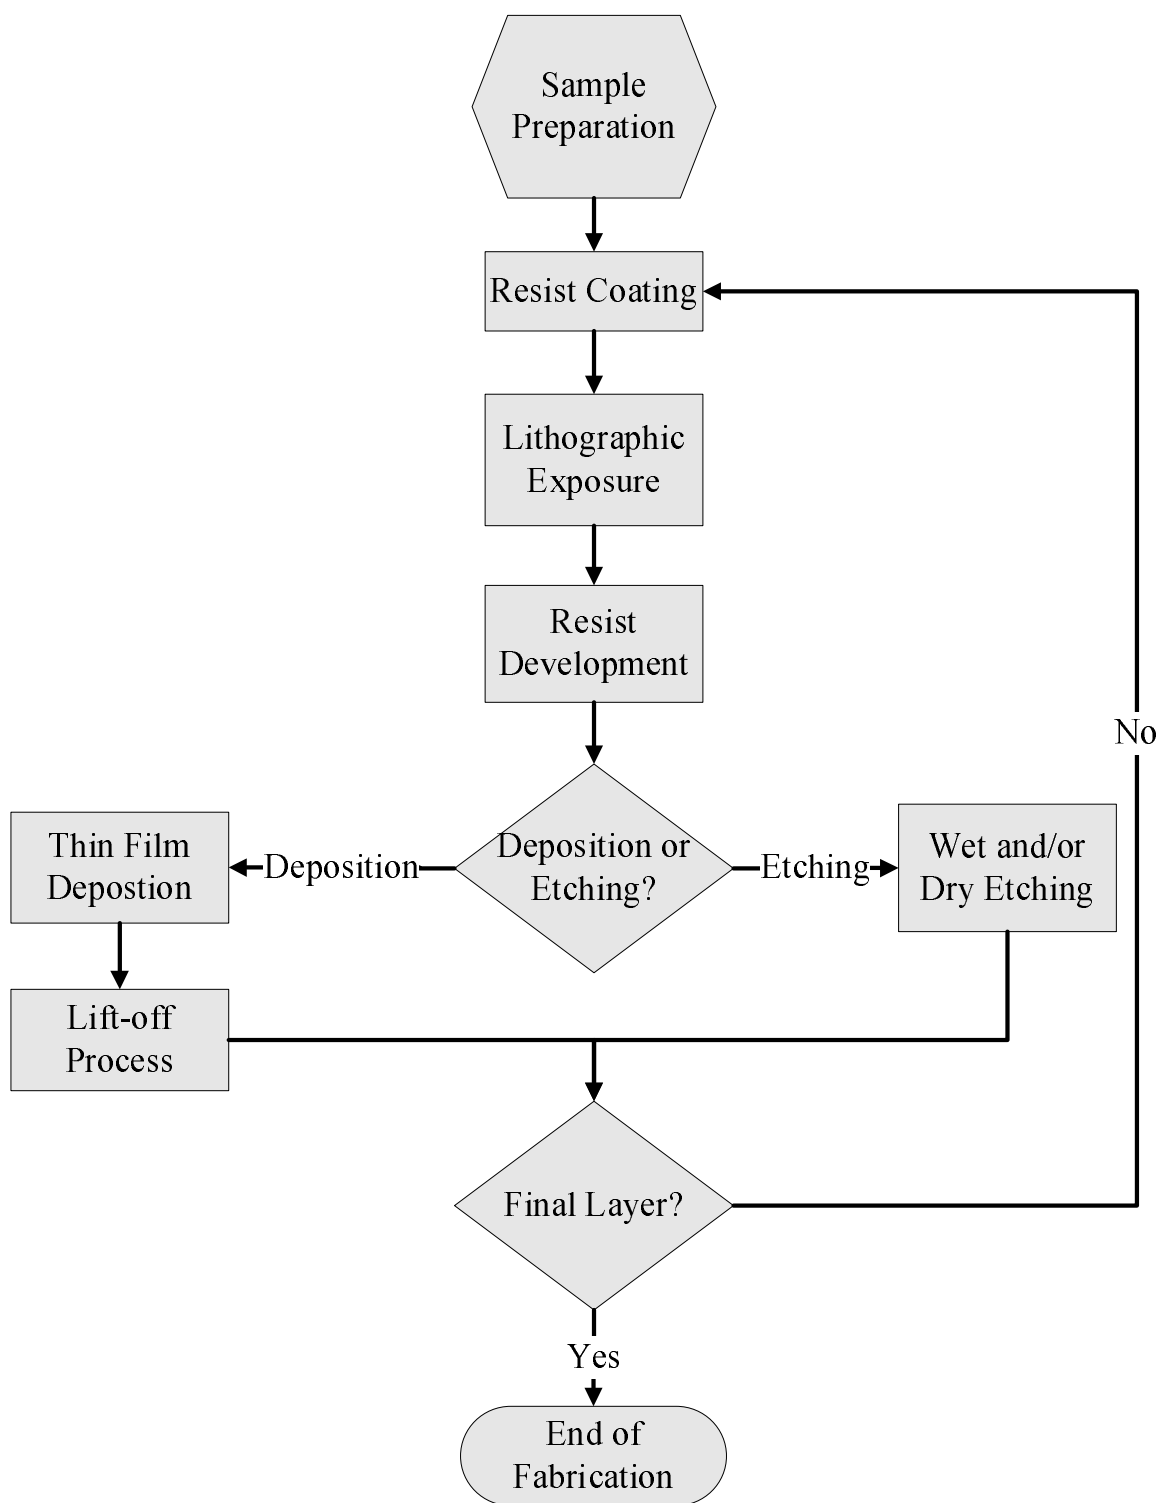 Sample
Preparation
Resist Coating
Lithographic
Exposure
Resist
Development
No
Deposition or
Etching?
Deposition
Etching
Thin Film
Depostion
Wet and/or
Dry Etching
Lift-off
Process
Final Layer?
Yes
End of
Fabrication